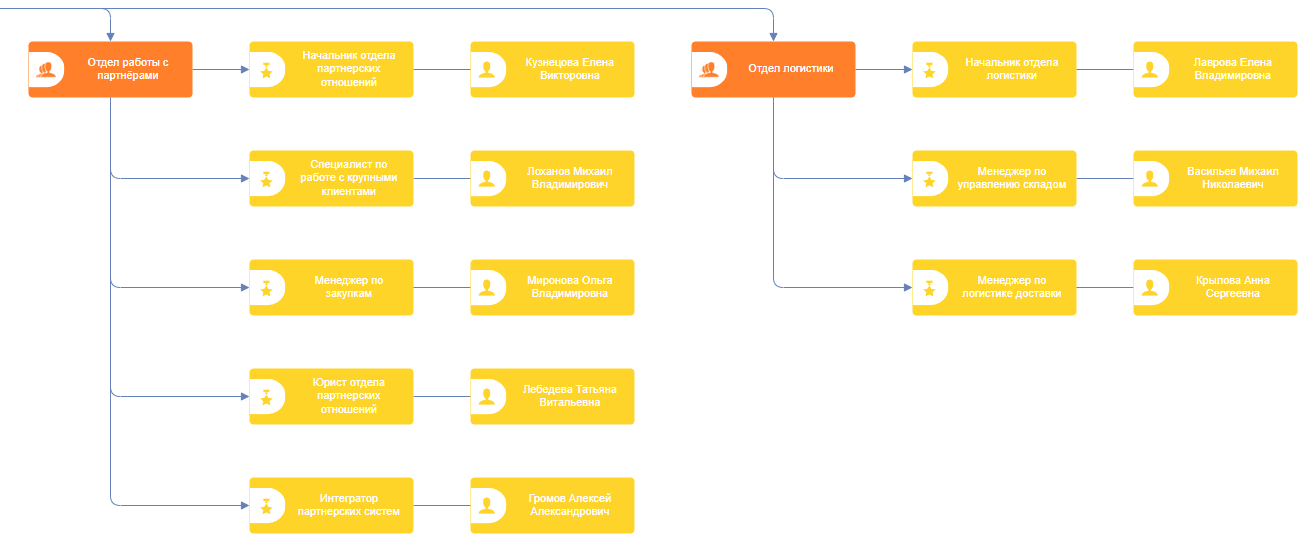 Отдел работы с
партнёрами
Начальник отдела
партнерских
отношений
Кузнецова Елена
Викторовна
Специалист по
работе с крупными
клиентами
Лоханов Михаил
Владимирович
Менеджер по
закупкам
Миронова Ольга
Владимировна
Юрист отдела
партнерских
отношений
Лебедева Татьяна
Витальевна
Интегратор
партнерских систем
Громов Алексей
Александрович
Отдел логистики
Начальник отдела
логистики
Лаврова Елена
Владимировна
Менеджер по
управлению складом
Васильев Михаил
Николаевич
Менеджер по
логистике доставки
Крылова Анна
Сергеевна